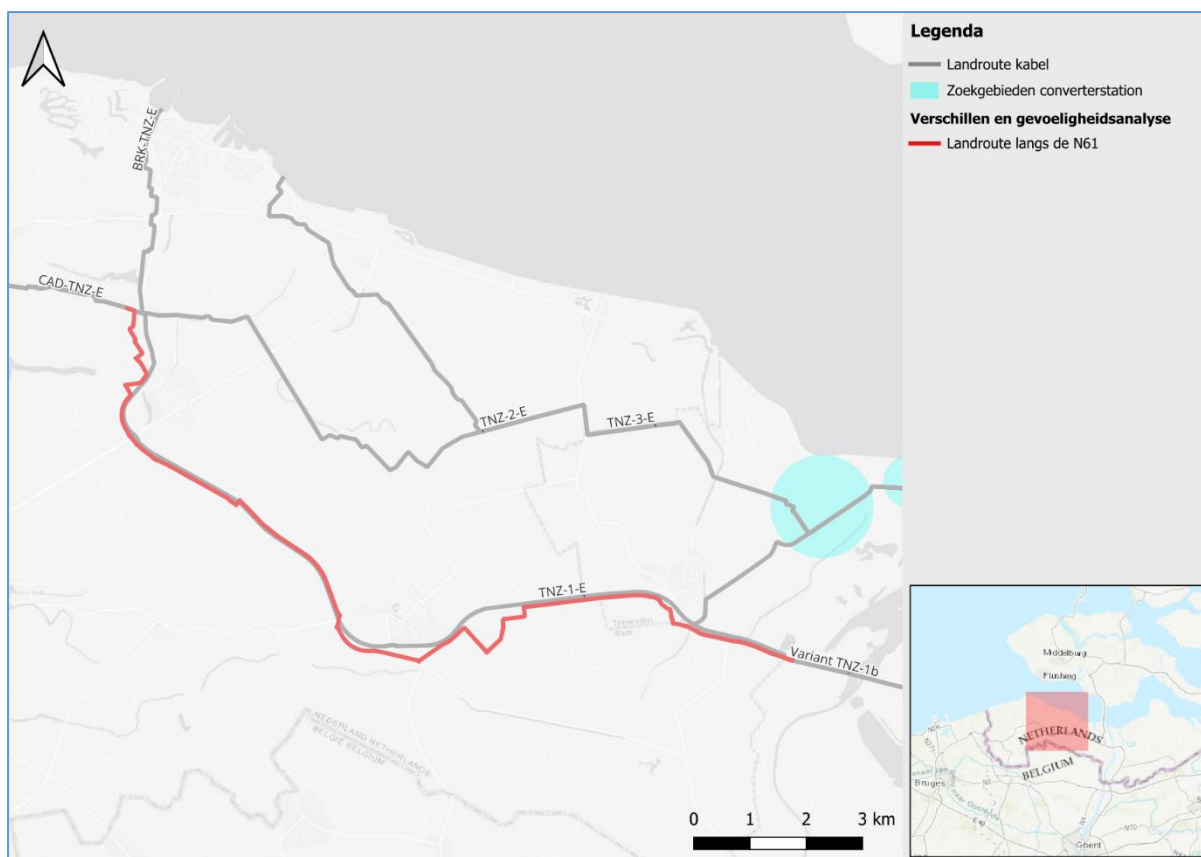 Legenda
Landroute kabel
Zoekgebieden converterstation
Verschillen en gevoeligheidsanalyse
Landroute langs de N61
BRK-TNZ-E
CAD-TNZ-E
TNZ-2-E
TNZ-3-E
TNZ-1-E
Variant TNZ-1b
NEDERLAND NETHERLANDS
BELGIË BELGIUM
0 1 2 3 km
Middelburg
Flushing
NETHERLANDS
BELGIUM
Bruges
Ghent